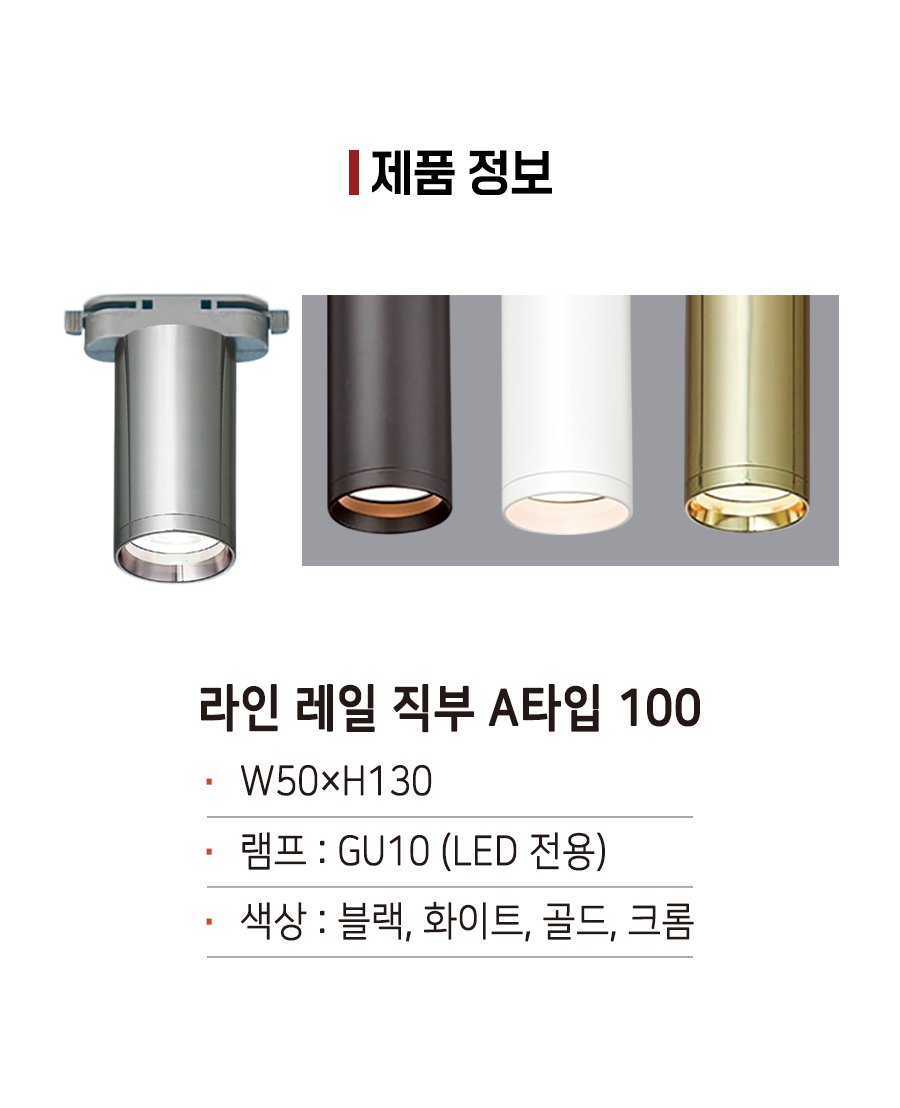 제품 정보
라인 레일 직부 A타입 100
· W50×H130
· 램프 : GU10 (LED 전용)
· 색상 : 블랙, 화이트, 골드, 크롬